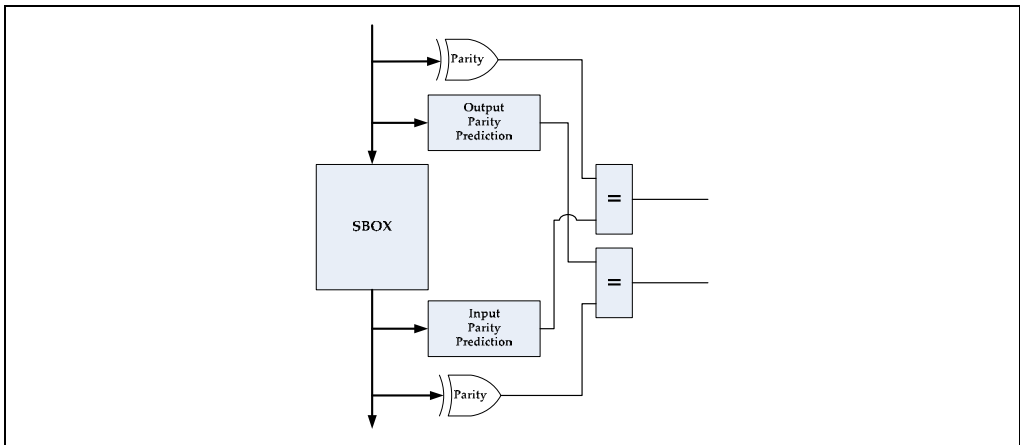 Parity
Output
Parity
Prediction
=
SBOX
=
Input
Parity
Prediction
Parity